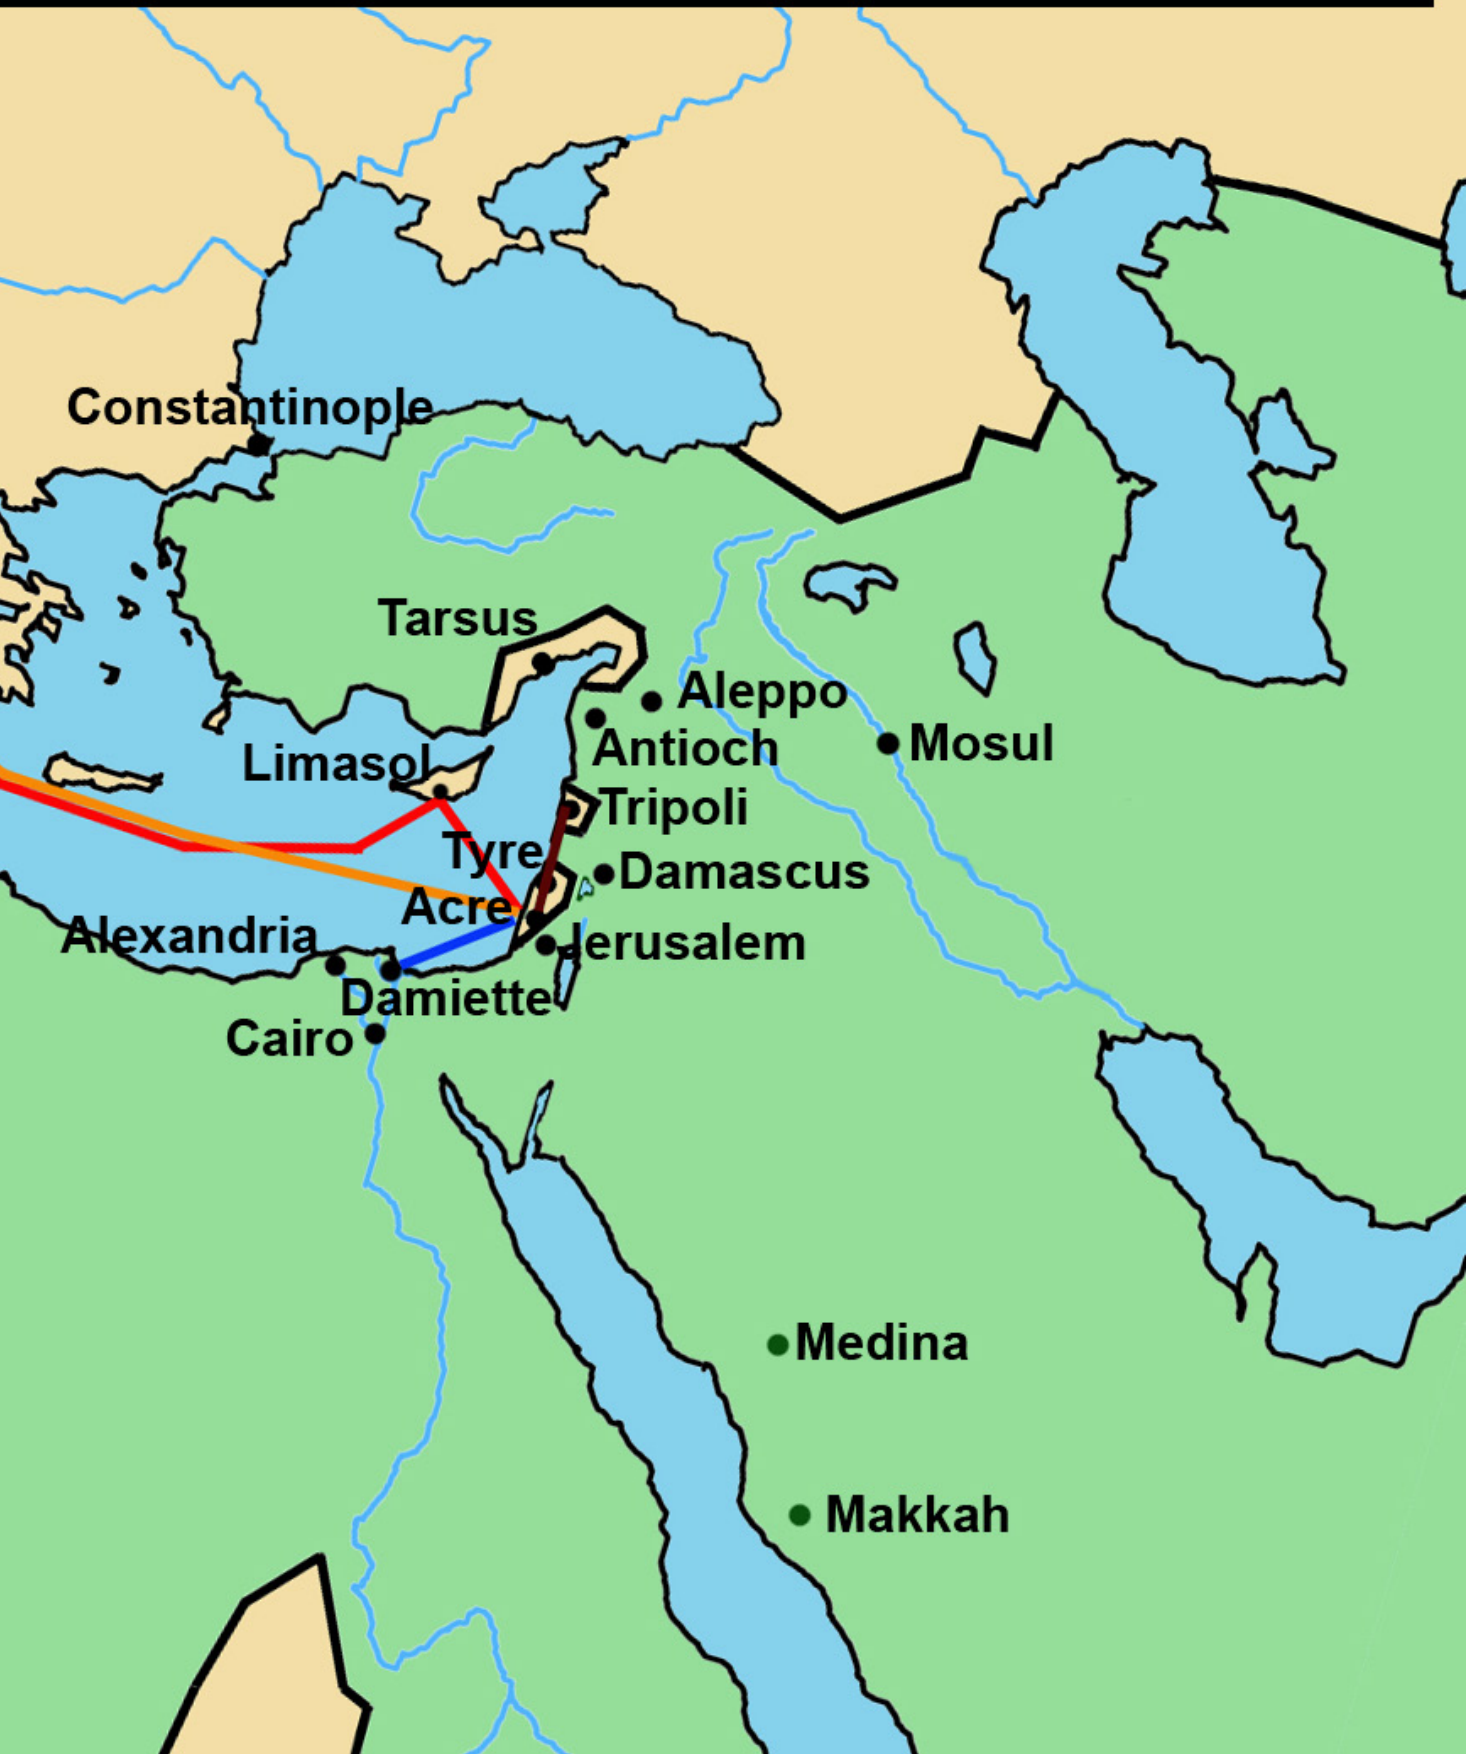 Constantinople
Tarsus
Aleppo
Antioch
Mosul
Limasol
Tripoli
Tyre
Damascus
Acre
Alexandria
Jerusalem
Damiette
Cairo
Medina
Makkah